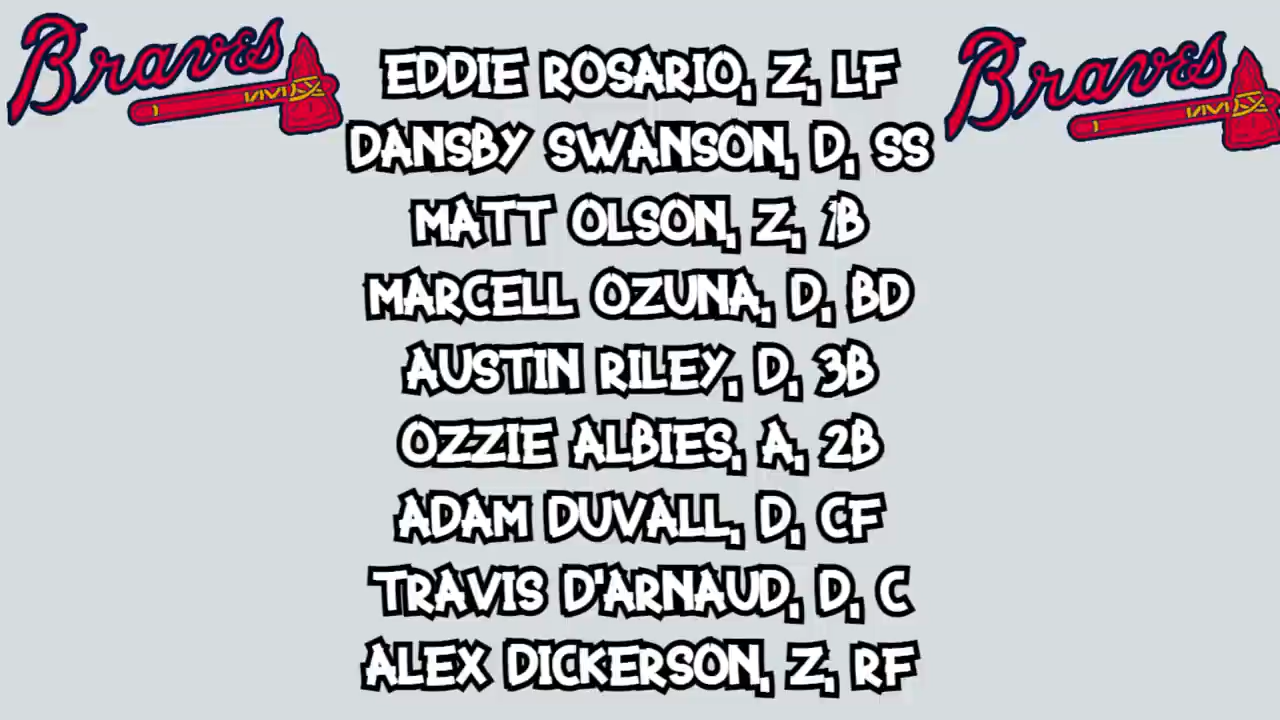 Braves Braves
EDDIE ROSARIO, Z, LF
DANSBY SWANSON, D, SS
MATT OLSON, Z, 1B
MARCELL OZUNA, D, BD
AUSTIN RILEY, D, 3B
OZZIE ALBIES, A, 2B
ADAM DUVALL, D, CF
TRAVIS D'ARNAUD, D, C
ALEX DICKERSON, Z, RF